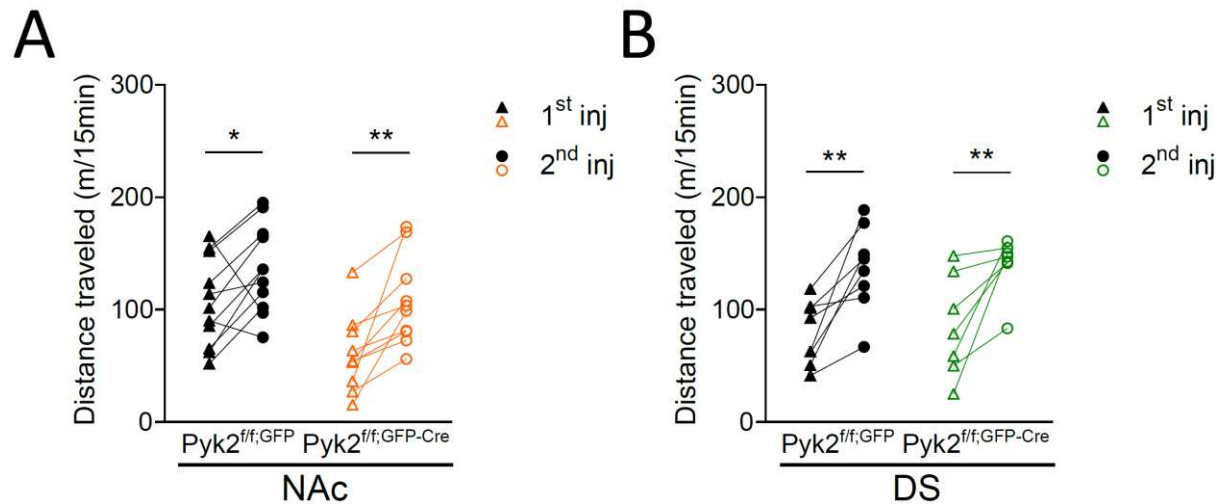 A
Distance traveled (m/15min)
300
200
100
0
*
**
1st inj
2nd inj
Pyk2f/f;GFP
Pyk2f/f;GFP-Cre
NAc
B
Distance traveled (m/15min)
300
200
100
0
**
**
1st inj
2nd inj
Pyk2f/f;GFP
Pyk2f/f;GFP-Cre
DS